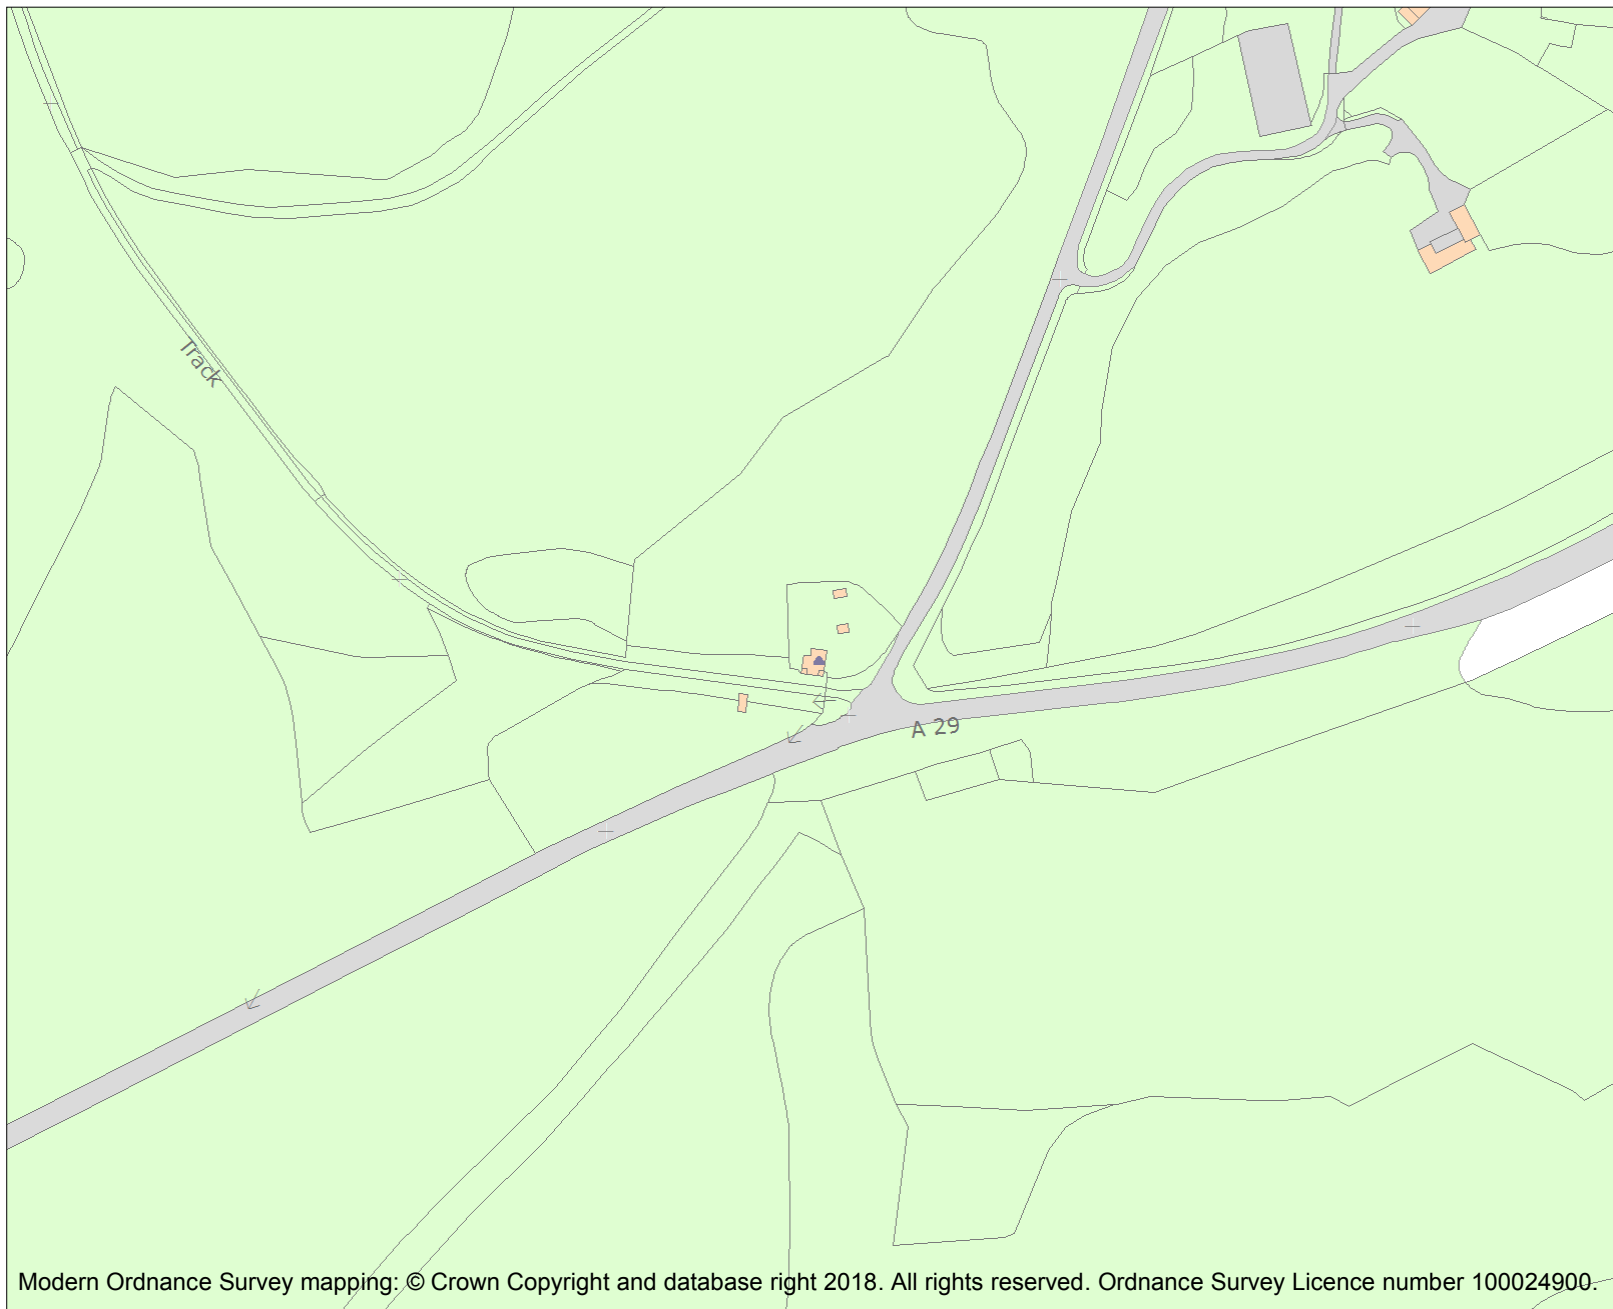 Track
A 29
Modern Ordnance Survey mapping: © Crown Copyright and database right 2018. All rights reserved. Ordnance Survey Licence number 100024900.